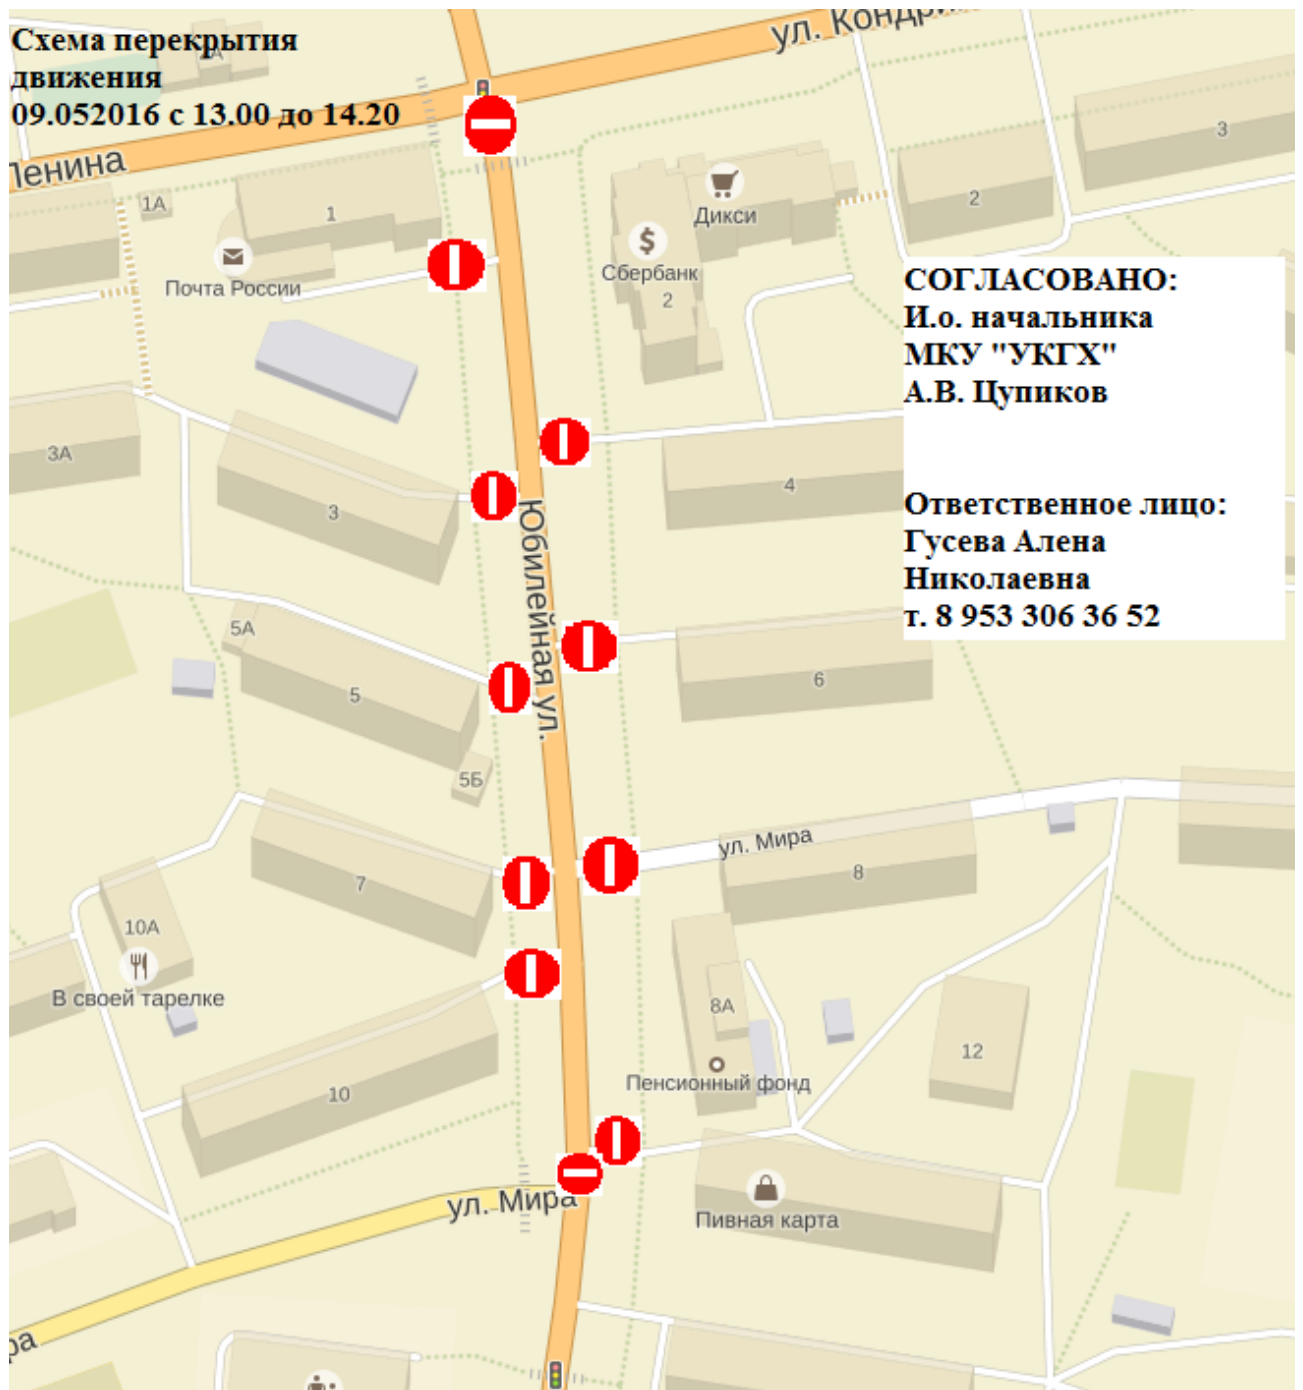 Схема перекрытия
движения
09.052016 с 13.00 до 14.20
ул.
Ленина
1А
1
Почта России
Дикси
Сбербанк
2
2
3
СОГЛАСОВАНО:
И.о. начальника
МКУ "УКГХ"
А.В. Цупиков
Ответственное лицо:
Гусева Алена
Николаевна
т. 8 953 306 36 52
3А
3
4
Юбилейная ул.
5А
5
6
5Б
ул. Мира
7
8
10А
В своей тарелке
8А
12
Пенсионный фонд
10
ул. Мира
Пивная карта
ра